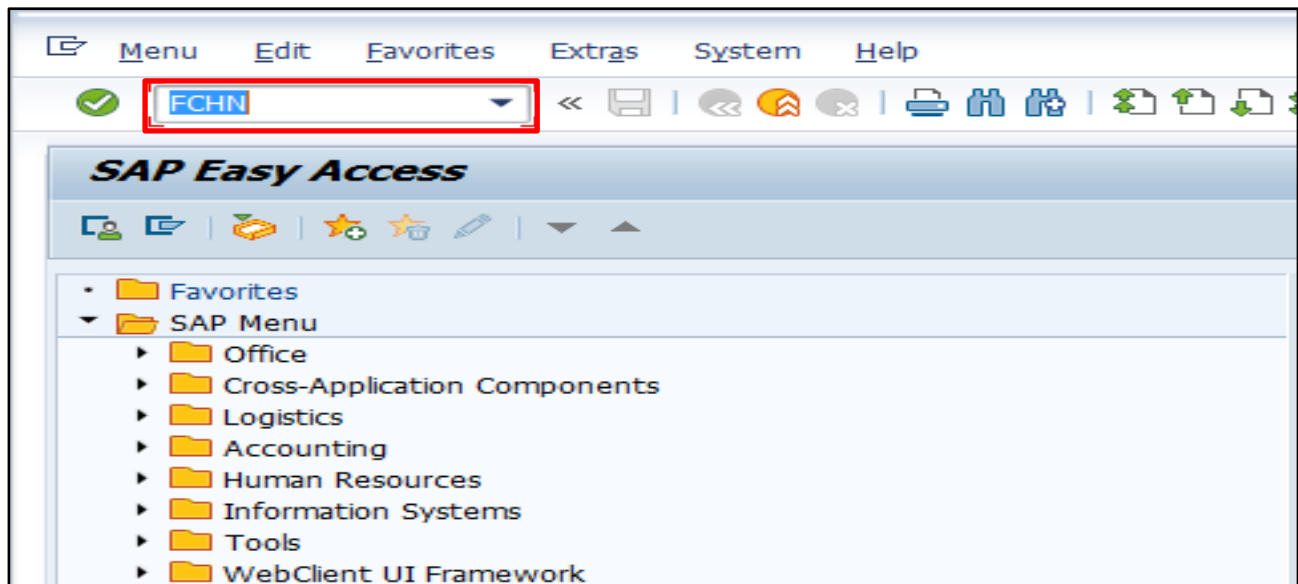 Menu Edit Favorites Extras System Help
FCHN
SAP Easy Access
Favorites
SAP Menu
Office
Cross-Application Components
Logistics
Accounting
Human Resources
Information Systems
Tools
WebClient UI Framework